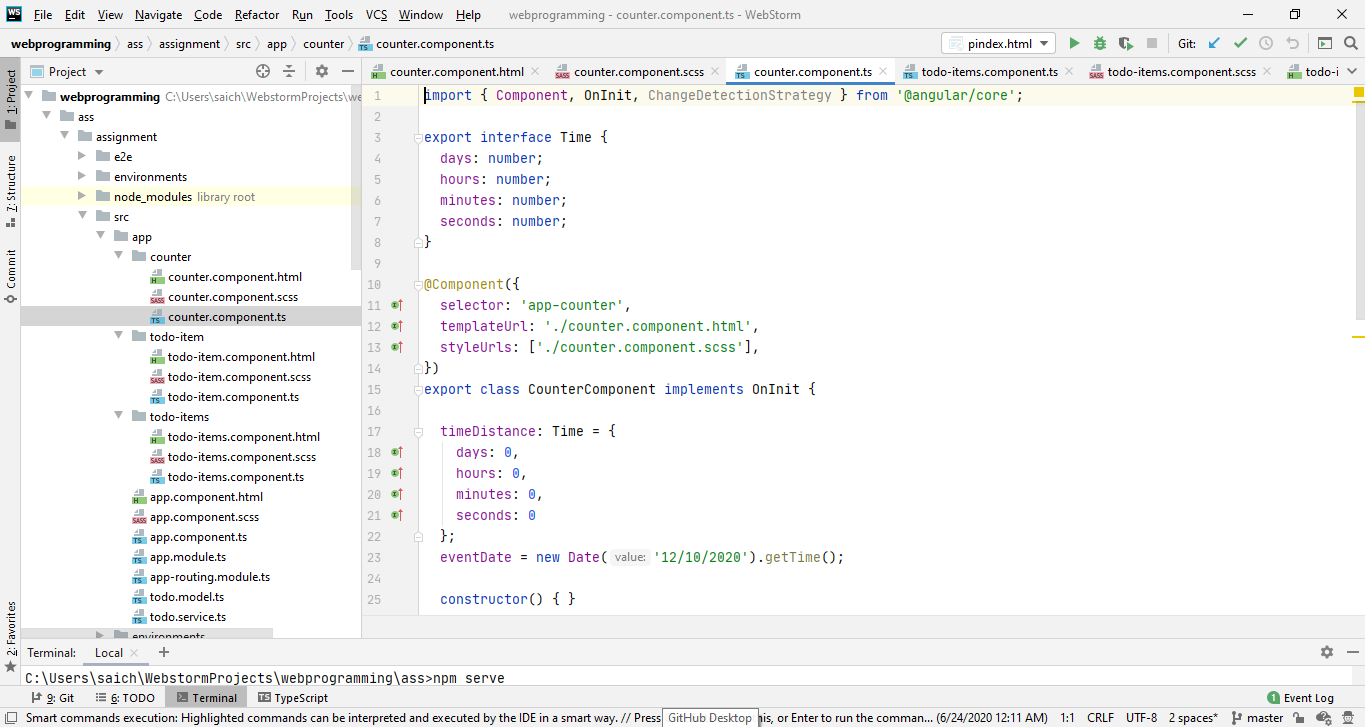 WS File Edit View Navigate Code Refactor Run Tools VCS Window Help webprogramming - counter.component.ts - WebStorm
webprogramming ass assignment src app counter counter.component.ts pindex.html Git:
1: Project
7: Structure
Commit
2: Favorites
Project
counter.component.html counter.component.scss counter.component.ts todo-items.component.ts todo-items.component.scss todo-i
webprogramming C:\Users\saich\WebstormProjects\we
ass
assignment
e2e
environments
node_modules library root
src
app
counter
counter.component.html
counter.component.scss
counter.component.ts
todo-item
todo-item.component.html
todo-item.component.scss
todo-item.component.ts
todo-items
todo-items.component.html
todo-items.component.scss
todo-items.component.ts
app.component.html
app.component.scss
app.component.ts
app.module.ts
app-routing.module.ts
todo.model.ts
todo.service.ts
environments
1 import { Component, OnInit, ChangeDetectionStrategy } from '@angular/core';
2
3 export interface Time {
4 days: number;
5 hours: number;
6 minutes: number;
7 seconds: number;
8 }
9
10 @Component({
11 selector: 'app-counter',
12 templateUrl: './counter.component.html',
13 styleUrls: ['./counter.component.scss'],
14 })
15 export class CounterComponent implements OnInit {
16
17 timeDistance: Time = {
18 days: 0,
19 hours: 0,
20 minutes: 0,
21 seconds: 0
22 };
23 eventDate = new Date( value: '12/10/2020').getTime();
24
25 constructor() { }
Terminal: Local
C:\Users\saich\WebstormProjects\webprogramming\ass>npm serve
9: Git 6: TODO Terminal TypeScript 1 Event Log
Smart commands execution: Highlighted commands can be interpreted and executed by the IDE in a smart way. // Press GitHub Desktop his, or Enter to run the comman... (6/24/2020 12:11 AM) 1:1 CRLF UTF-8 2 spaces* master